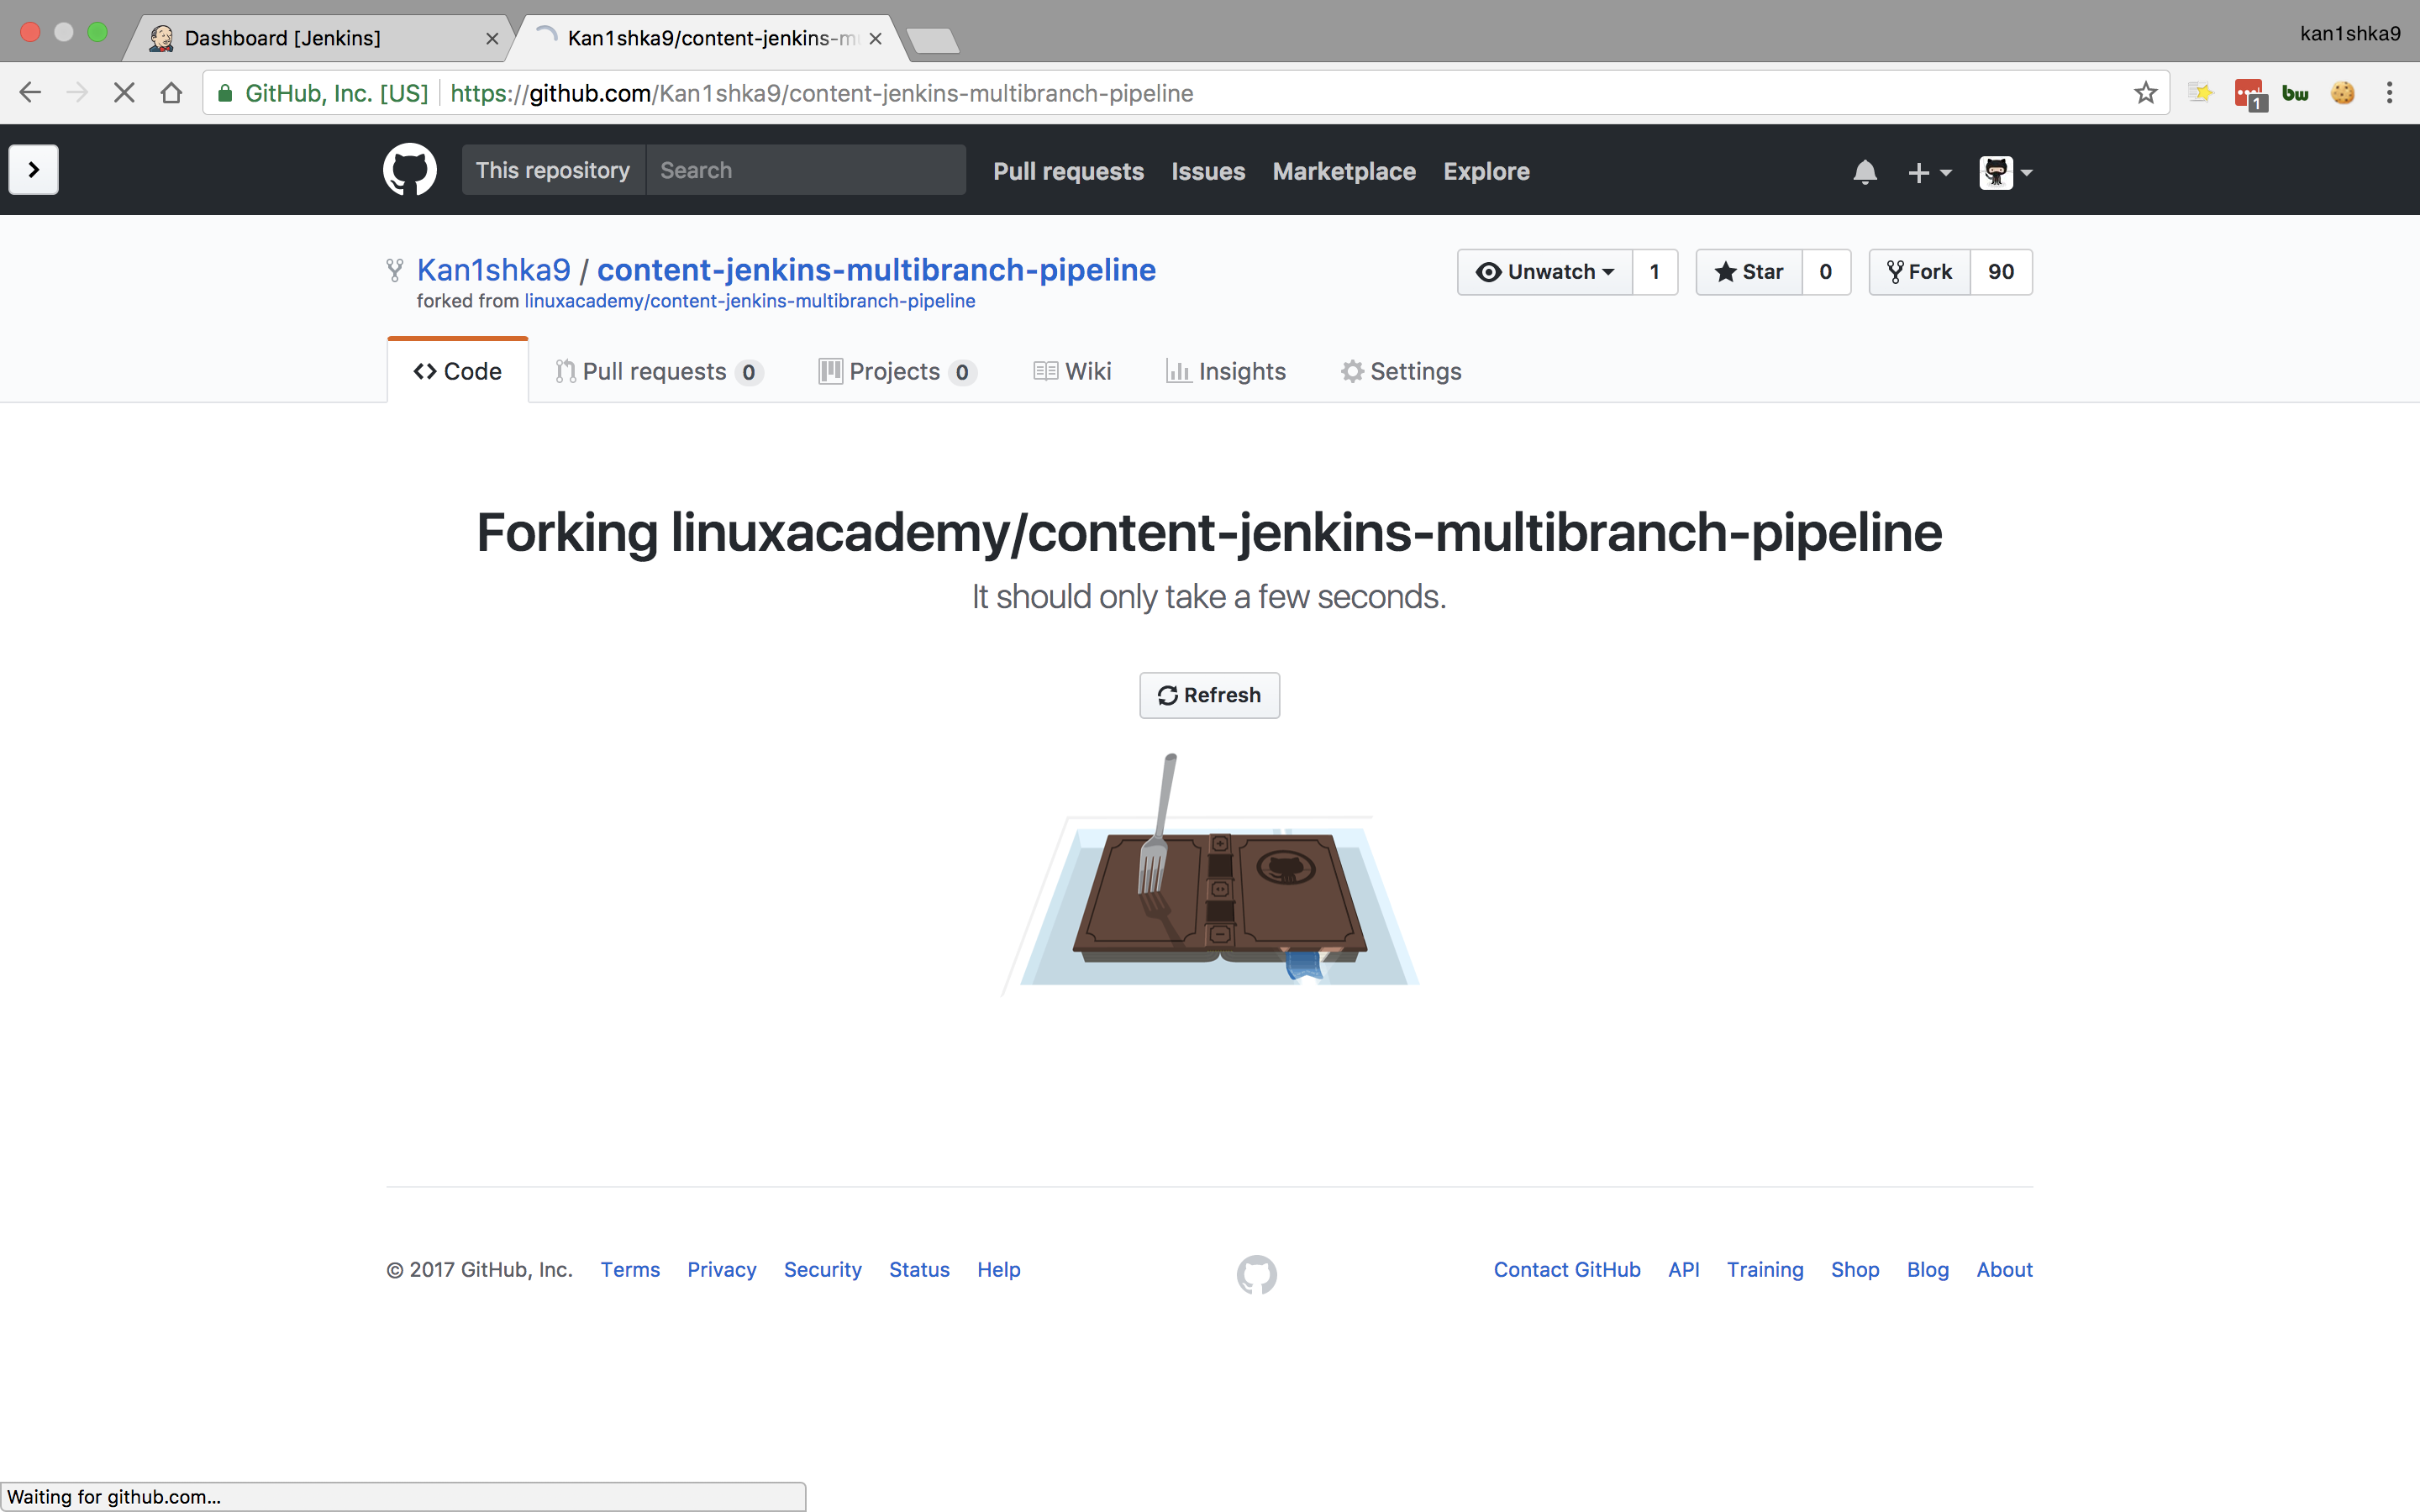 Dashboard [Jenkins]
Kan1shka9/content-jenkins-m
kan1shka9
GitHub, Inc. [US] https://github.com/Kan1shka9/content-jenkins-multibranch-pipeline
1
bw
This repository Search Pull requests Issues Marketplace Explore
Kan1shka9 / content-jenkins-multibranch-pipeline
Unwatch 1 Star 0 Fork 90
forked from linuxacademy/content-jenkins-multibranch-pipeline
Code Pull requests 0 Projects 0 Wiki Insights Settings
Forking linuxacademy/content-jenkins-multibranch-pipeline
It should only take a few seconds.
Refresh
© 2017 GitHub, Inc. Terms Privacy Security Status Help Contact GitHub API Training Shop Blog About
Waiting for github.com...